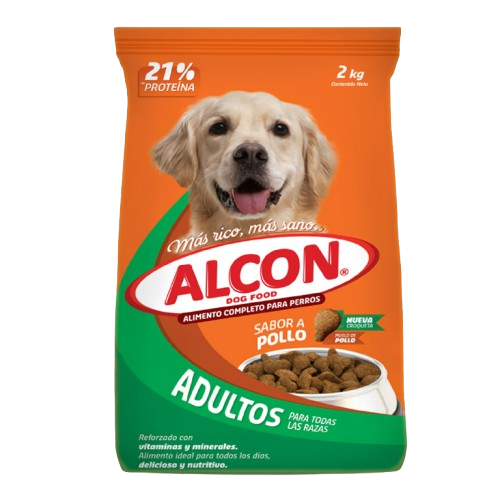 21%
PROTEÍNA
2 kg
Contenido Neto
Más rico, más sano...
ALCON®
DOG FOOD
ALIMENTO COMPLETO PARA PERROS
SABOR A
POLLO
NUEVA
CROQUETA
MUSLO DE
POLLO
ADULTOS
PARA TODAS
LAS RAZAS
Reforzado con
vitaminas y minerales.
Alimento ideal para todos los días,
delicioso y nutritivo.